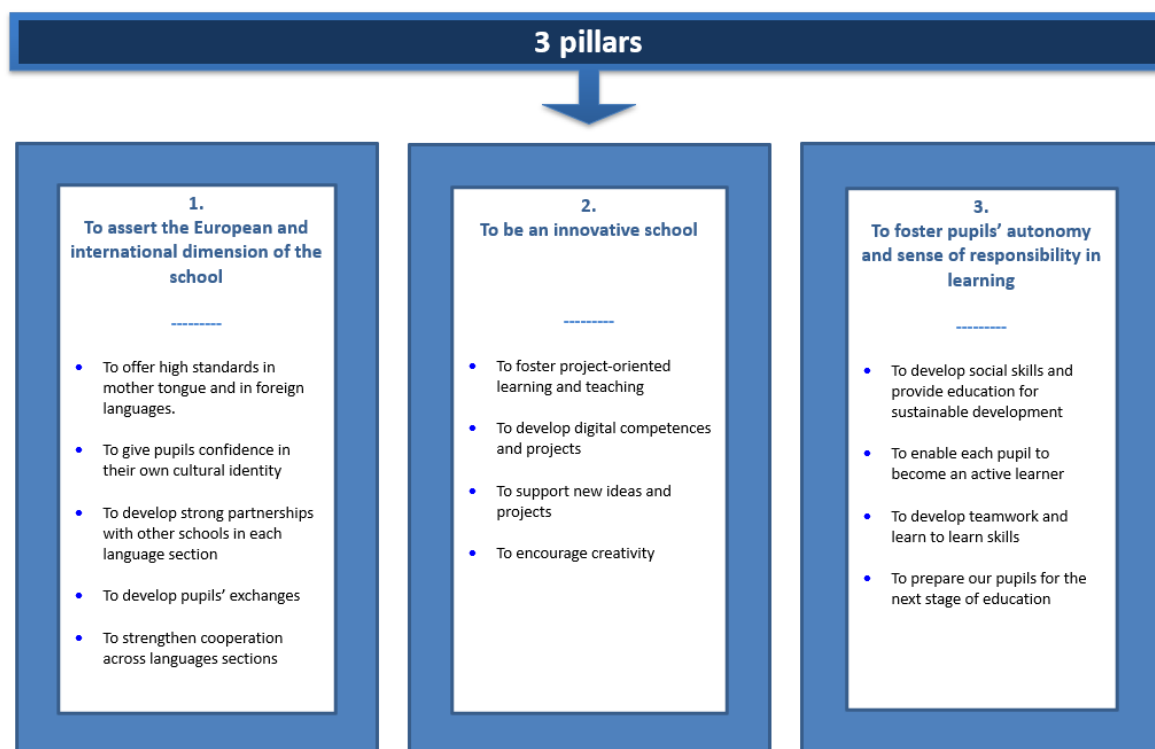 3 pillars
1.
To assert the European and
international dimension of the
school
---------
• To offer high standards in
mother tongue and in foreign
languages.
• To give pupils confidence in
their own cultural identity
• To develop strong partnerships
with other schools in each
language section
• To develop pupils’ exchanges
• To strengthen cooperation
across languages sections
2.
To be an innovative school
---------
• To foster project-oriented
learning and teaching
• To develop digital competences
and projects
• To support new ideas and
projects
• To encourage creativity
3.
To foster pupils’ autonomy
and sense of responsibility in
learning
---------
• To develop social skills and
provide education for
sustainable development
• To enable each pupil to
become an active learner
• To develop teamwork and
learn to learn skills
• To prepare our pupils for the
next stage of education